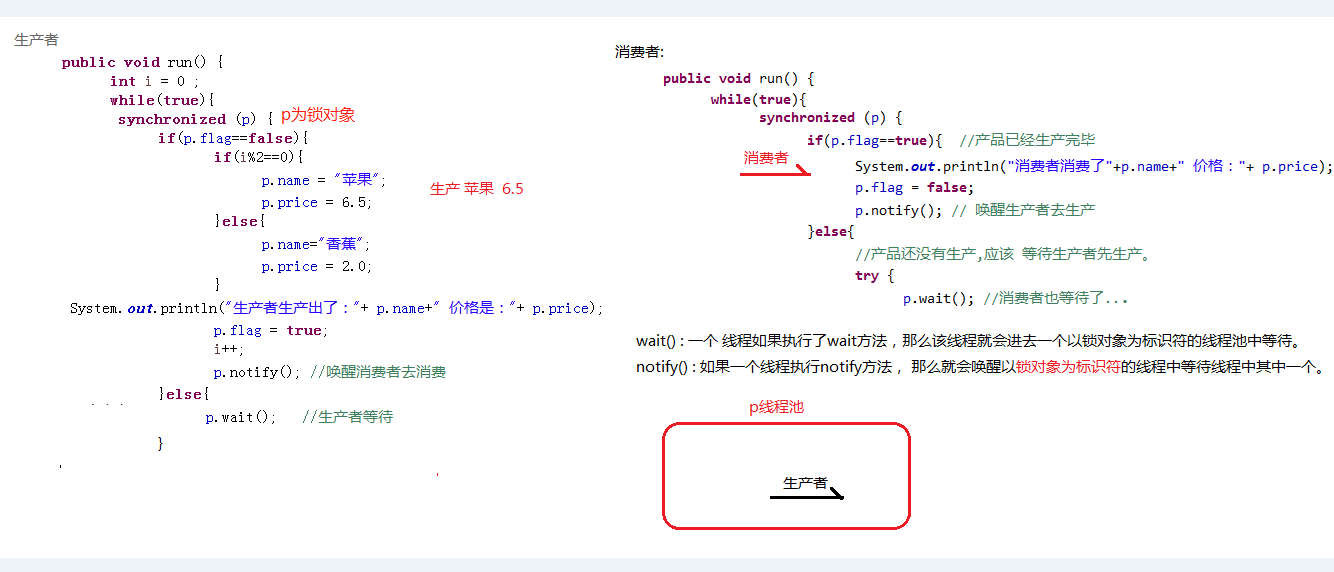 生产者
public void run() {
int i = 0 ;
while(true){
synchronized (p) { p为锁对象
if(p.flag==false){
if(i%2==0){
p.name = "苹果";
p.price = 6.5;
生产 苹果 6.5
}else{
p.name="香蕉";
p.price = 2.0;
}
System.out.println("生产者生产出了："+ p.name+" 价格是："+ p.price);
p.flag = true;
i++;
p.notify(); //唤醒消费者去消费
}else{
p.wait(); //生产者等待
}
消费者:
public void run() {
while(true){
synchronized (p) {
if(p.flag==true){ //产品已经生产完毕
消费者
System.out.println("消费者消费了"+p.name+" 价格："+ p.price);
p.flag = false;
p.notify(); // 唤醒生产者去生产
}else{
//产品还没有生产,应该 等待生产者先生产。
try {
p.wait(); //消费者也等待了...
wait() : 一个 线程如果执行了wait方法，那么该线程就会进去一个以锁对象为标识符的线程池中等待。
notify() : 如果一个线程执行notify方法， 那么就会唤醒以锁对象为标识符的线程中等待线程中其中一个。
p线程池
生产者